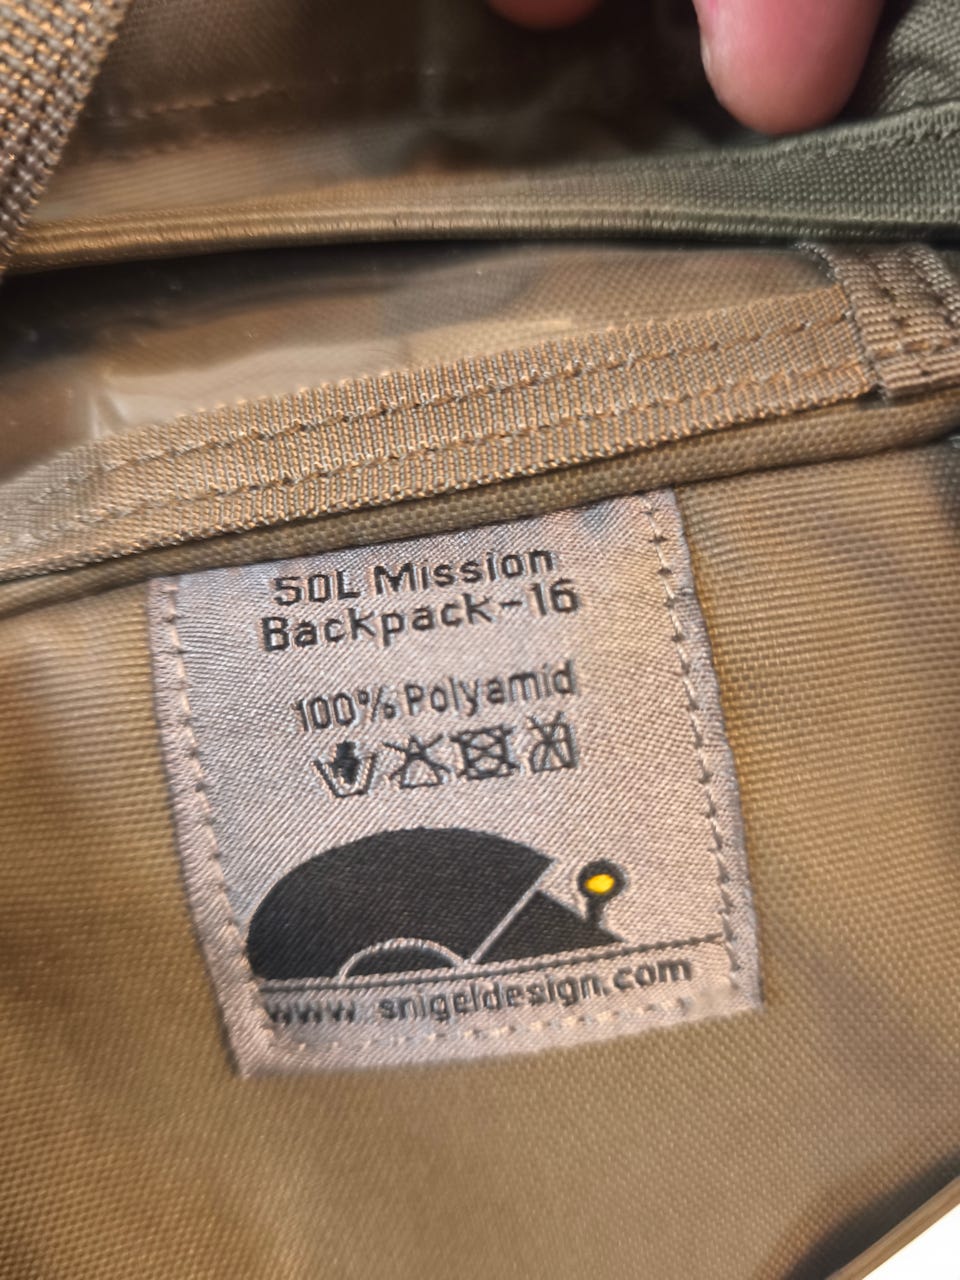 50L Mission
Backpack-16
100% Polyamid
www.snigeldesign.com